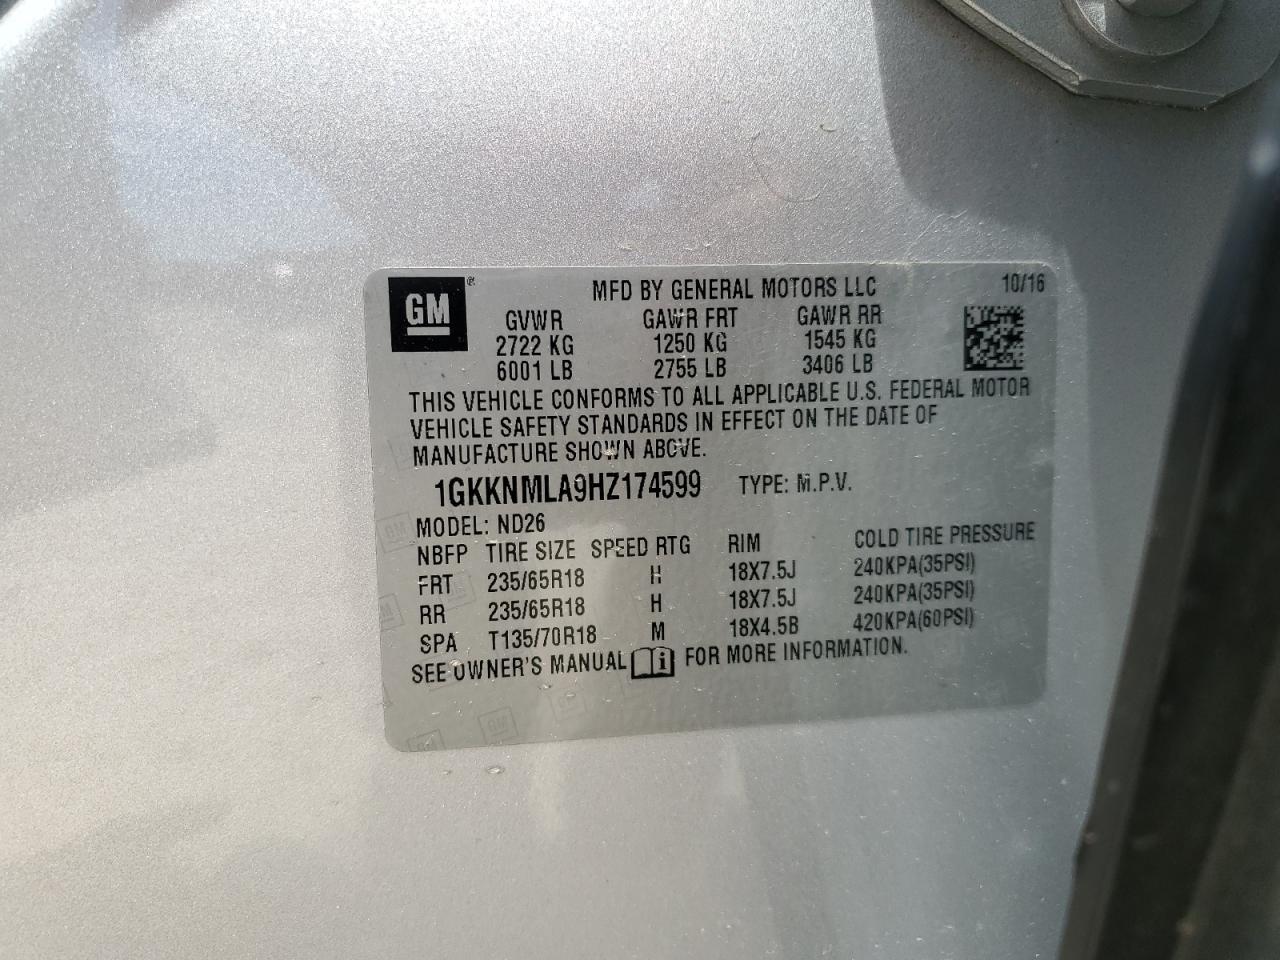 GM ® MFD BY GENERAL MOTORS LLC 10/16
GVWR GAWR FRT GAWR RR
2722 KG 1250 KG 1545 KG
6001 LB 2755 LB 3406 LB
THIS VEHICLE CONFORMS TO ALL APPLICABLE U.S. FEDERAL MOTOR
VEHICLE SAFETY STANDARDS IN EFFECT ON THE DATE OF
MANUFACTURE SHOWN ABOVE.
1GKKNMLA9HZ174599 TYPE: M.P.V.
MODEL: ND26
NBFP TIRE SIZE SPEED RTG RIM COLD TIRE PRESSURE
FRT 235/65R18 H 18X7.5J 240KPA(35PSI)
RR 235/65R18 H 18X7.5J 240KPA(35PSI)
SPA T135/70R18 M 18X4.5B 420KPA(60PSI)
SEE OWNER'S MANUAL i FOR MORE INFORMATION.